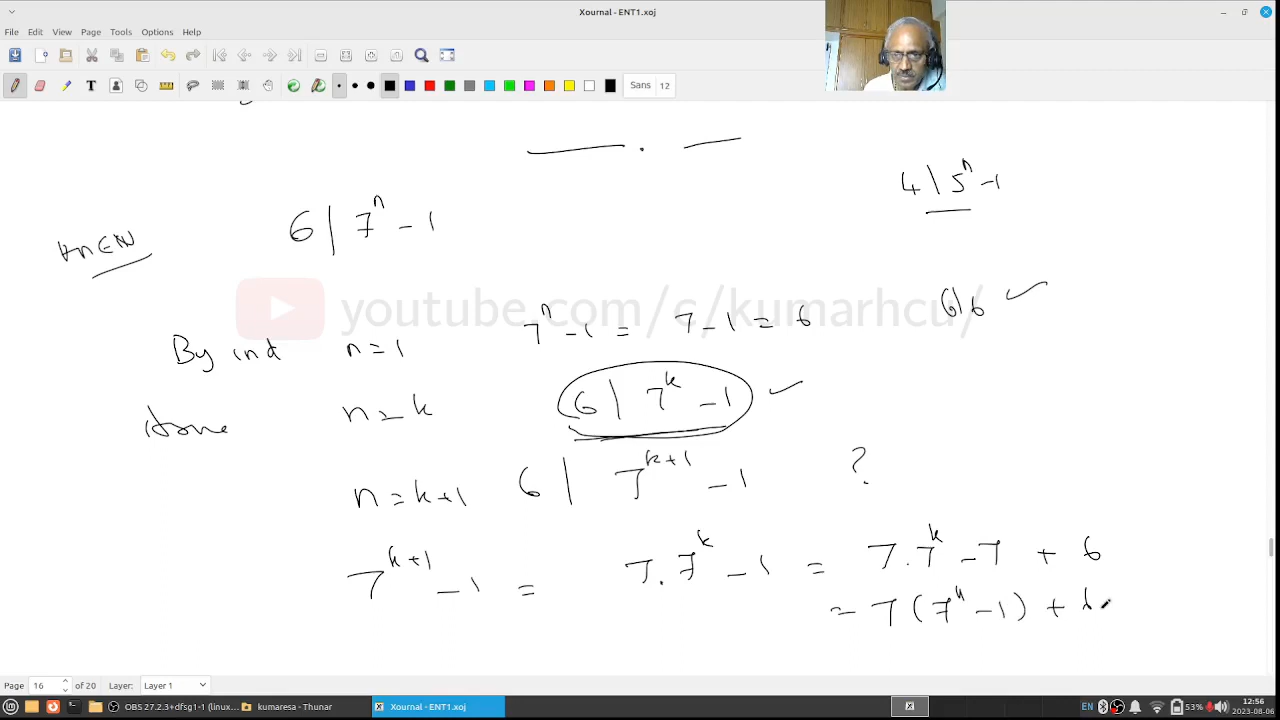 Xournal - ENT1.xoj
File Edit View Page Tools Options Help
Sans 12
4 | 5^n - 1
∀n∈ℕ 6 | 7^n - 1
youtube.com/c/kumarhcu/
By ind n=1 7^n - 1 = 7 - 1 = 6 6|6 ✓
n=k 6 | 7^k - 1 ✓
n=k+1 6 | 7^{k+1} - 1 ?
7^{k+1} - 1 = 7.7^k - 1 = 7.7^k - 7 + 6
= 7(7^k - 1) + 6
Page 16 of 20 Layer: Layer 1
OBS 27.2.3+dfsg1-1 (linux... kumaresa - Thunar Xournal - ENT1.xoj EN 53% 12:56
2023-08-06